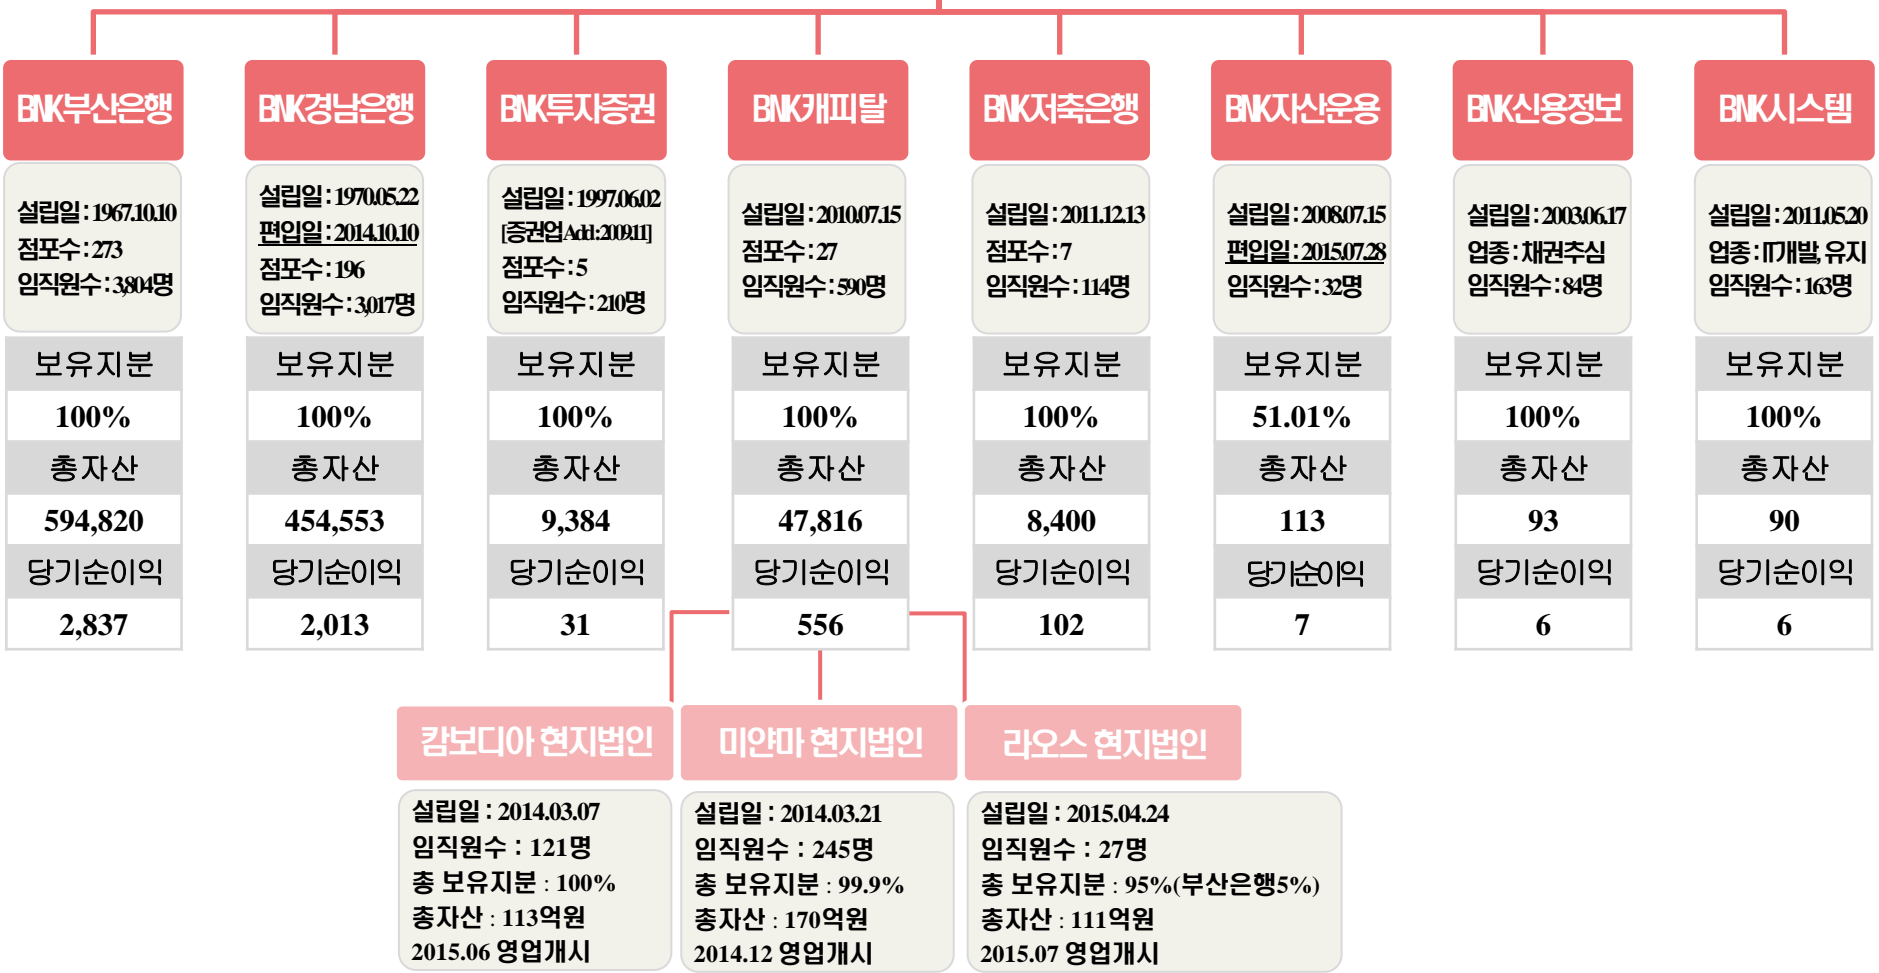 BNK부산은행
설립일 : 1967.10.10
점포수 : 273
임직원수 : 3,804명
보유지분
100%
총자산
594,820
당기순이익
2,837
BNK경남은행
설립일 : 1970.05.22
편입일 : 2014.10.10
점포수 : 196
임직원수 : 3,017명
보유지분
100%
총자산
454,553
당기순이익
2,013
BNK투자증권
설립일 : 1997.06.02
[증권업 Add : 2009.11]
점포수 : 5
임직원수 : 210명
보유지분
100%
총자산
9,384
당기순이익
31
BNK캐피탈
설립일 : 2010.07.15
점포수 : 27
임직원수 : 590명
보유지분
100%
총자산
47,816
당기순이익
556
BNK저축은행
설립일 : 2011.12.13
점포수 : 7
임직원수 : 114명
보유지분
100%
총자산
8,400
당기순이익
102
BNK자산운용
설립일 : 2008.07.15
편입일 : 2015.07.28
임직원수 : 32명
보유지분
51.01%
총자산
113
당기순이익
7
BNK신용정보
설립일 : 2003.06.17
업종 : 채권추심
임직원수 : 84명
보유지분
100%
총자산
93
당기순이익
6
BNK시스템
설립일 : 2011.05.20
업종 : IT개발, 유지
임직원수 : 163명
보유지분
100%
총자산
90
당기순이익
6
캄보디아 현지법인
설립일 : 2014.03.07
임직원수 : 121명
총 보유지분 : 100%
총자산 : 113억원
2015.06 영업개시
미얀마 현지법인
설립일 : 2014.03.21
임직원수 : 245명
총 보유지분 : 99.9%
총자산 : 170억원
2014.12 영업개시
라오스 현지법인
설립일 : 2015.04.24
임직원수 : 27명
총 보유지분 : 95%(부산은행5%)
총자산 : 111억원
2015.07 영업개시